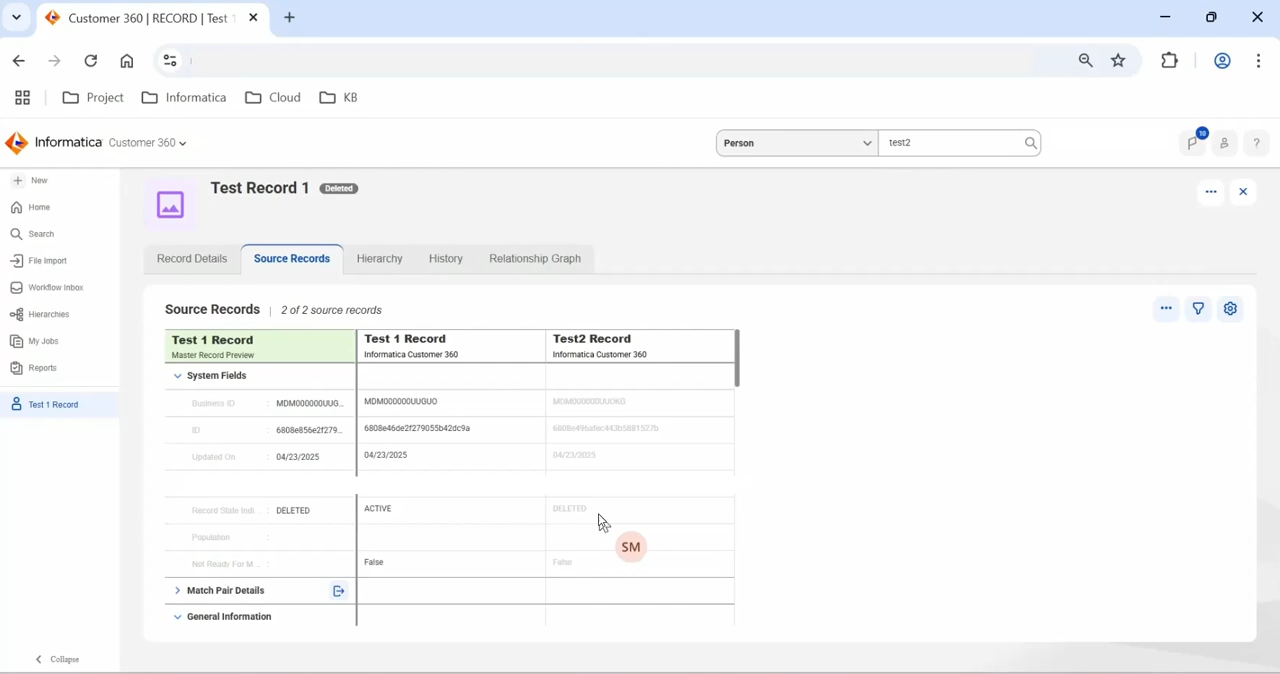 Customer 360 | RECORD | Test
Project
Informatica
Cloud
KB
Informatica Customer 360
Person
test2
10
?
New
Test Record 1 Deleted
Home
Search
Record Details Source Records Hierarchy History Relationship Graph
File Import
Workflow Inbox
Hierarchies
My Jobs
Reports
Test 1 Record
Source Records | 2 of 2 source records
Test 1 Record Test 1 Record Test2 Record
Master Record Preview Informatica Customer 360 Informatica Customer 360
System Fields
Business ID : MDM000000UUG... MDM000000UUGUO
ID : 6808e856e2f279... 6808e46de2f279055b42dc9a
Updated On : 04/23/2025 04/23/2025 04/23/2025
Record State Indi... : DELETED ACTIVE DELETED
Population :
SM
Not Ready For M... : False False
Match Pair Details
General Information
Collapse